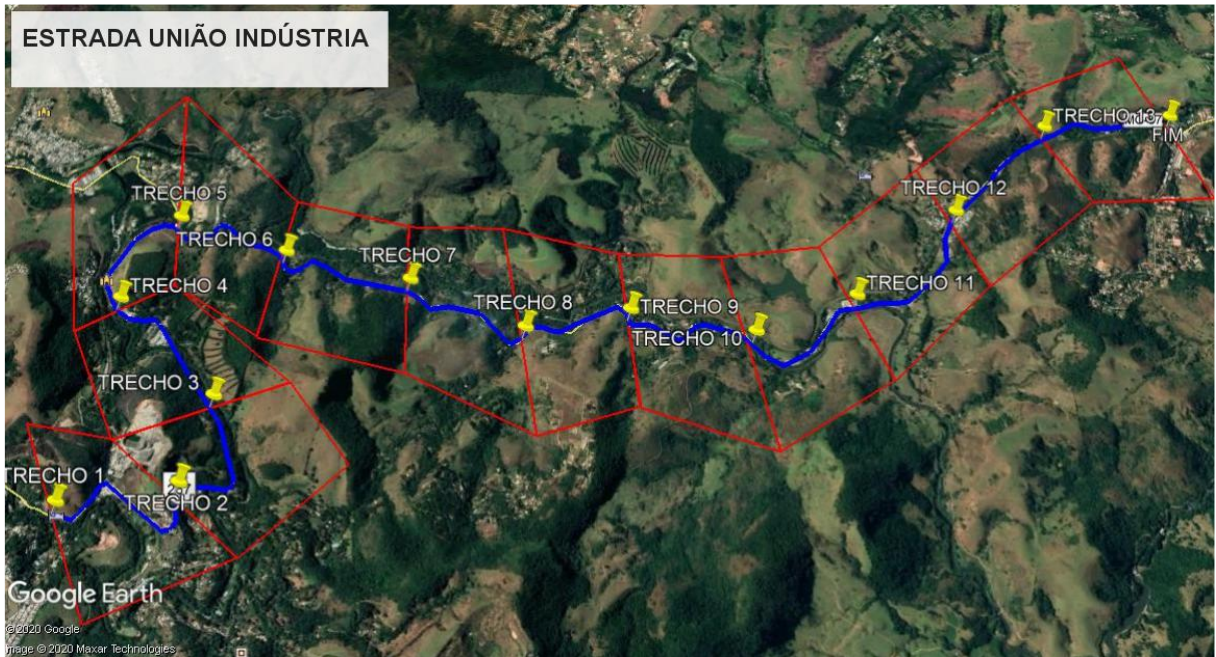 ESTRADA UNIÃO INDÚSTRIA
TRECHO 13
FIM
TRECHO 12
TRECHO 5
TRECHO 6
TRECHO 7
TRECHO 4
TRECHO 11
TRECHO 8
TRECHO 9
TRECHO 10
TRECHO 3
TRECHO 1
TRECHO 2
Google Earth
© 2020 Google
mage © 2020 Maxar Technologies